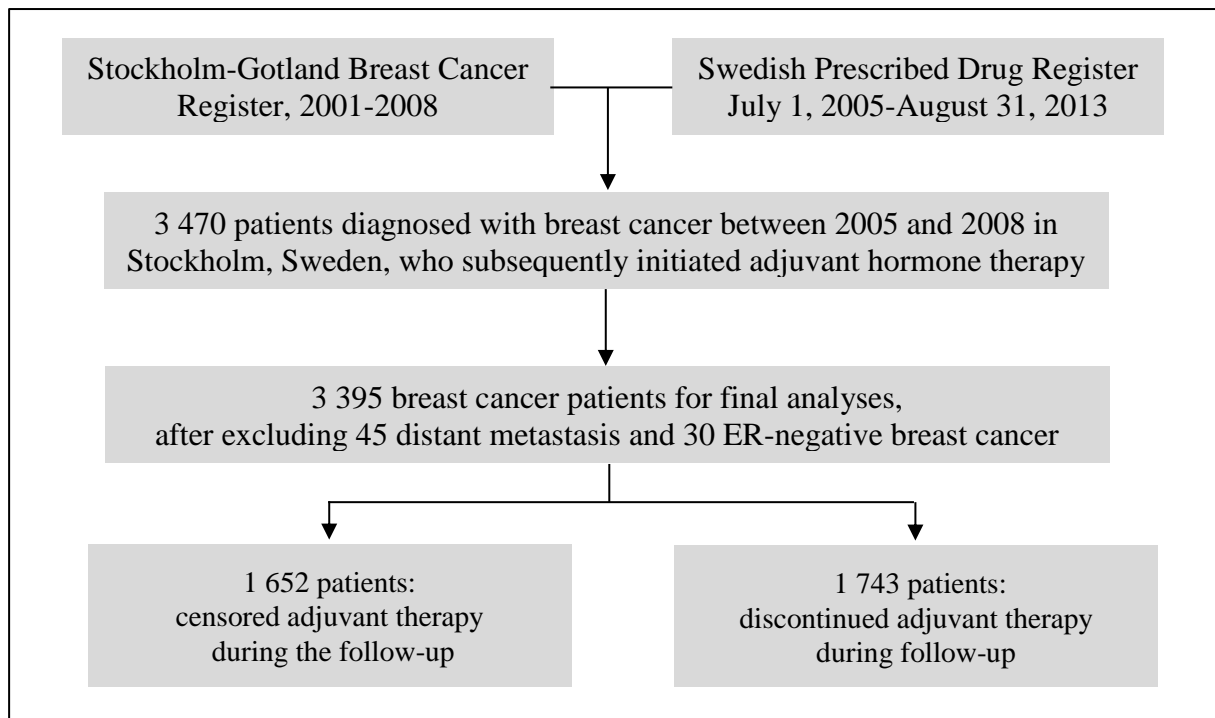 Stockholm-Gotland Breast Cancer
Register, 2001-2008
Swedish Prescribed Drug Register
July 1, 2005-August 31, 2013
3 470 patients diagnosed with breast cancer between 2005 and 2008 in
Stockholm, Sweden, who subsequently initiated adjuvant hormone therapy
3 395 breast cancer patients for final analyses,
after excluding 45 distant metastasis and 30 ER-negative breast cancer
1 652 patients:
censored adjuvant therapy
during the follow-up
1 743 patients:
discontinued adjuvant therapy
during follow-up